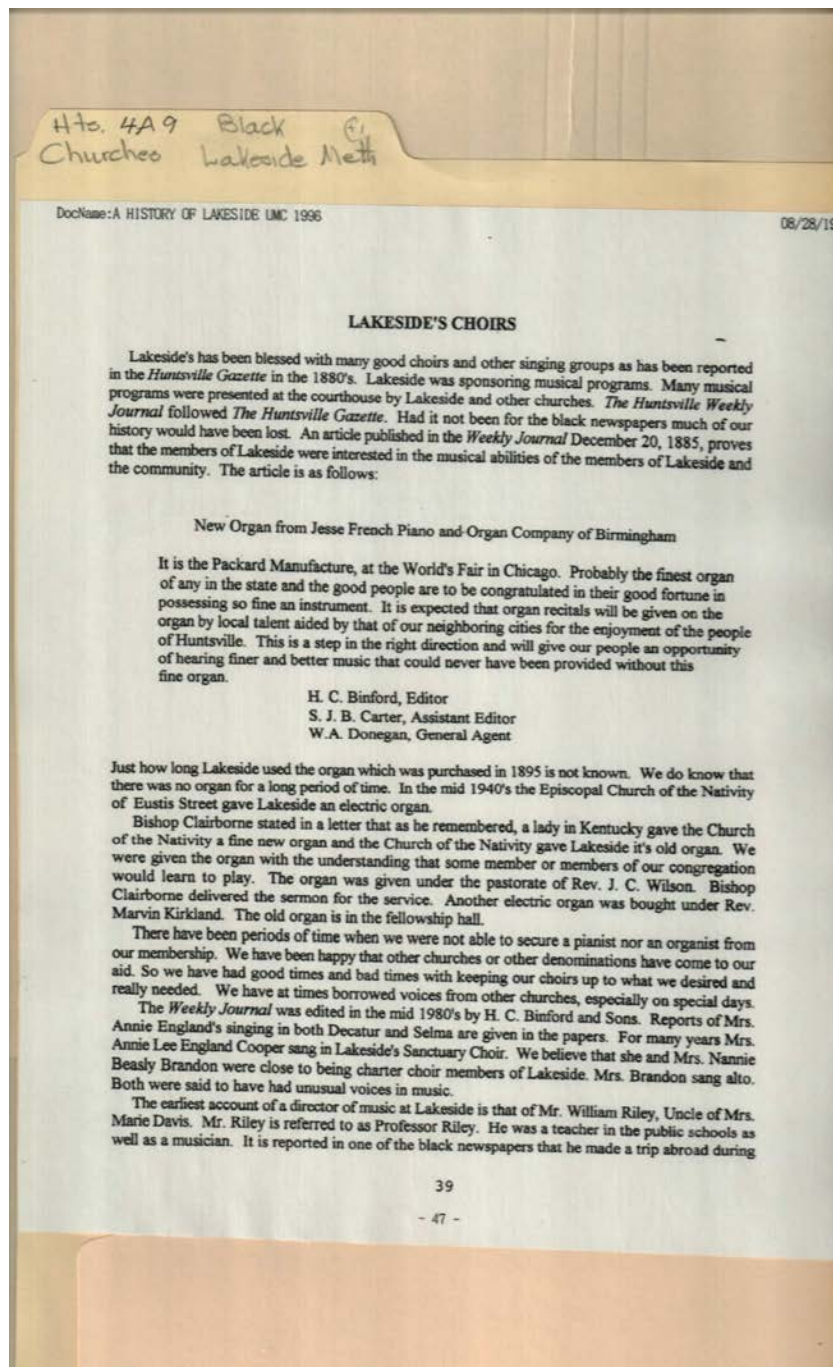 Hts. 4A9 Black
Churches Lakeside Meth
DocName:A HISTORY OF LAKESIDE UMC 1996
08/28/19
LAKESIDE'S CHOIRS
Lakeside's has been blessed with many good choirs and other singing groups as has been reported
in the Huntsville Gazette in the 1880's. Lakeside was sponsoring musical programs. Many musical
programs were presented at the courthouse by Lakeside and other churches. The Huntsville Weekly
Journal followed The Huntsville Gazette. Had it not been for the black newspapers much of our
history would have been lost. An article published in the Weekly Journal December 20, 1885, proves
that the members of Lakeside were interested in the musical abilities of the members of Lakeside and
the community. The article is as follows:
New Organ from Jesse French Piano and Organ Company of Birmingham
It is the Packard Manufacture, at the World's Fair in Chicago. Probably the finest organ
of any in the state and the good people are to be congratulated in their good fortune in
possessing so fine an instrument. It is expected that organ recitals will be given on the
organ by local talent aided by that of our neighboring cities for the enjoyment of the people
of Huntsville. This is a step in the right direction and will give our people an opportunity
of hearing finer and better music that could never have been provided without this
fine organ.
H. C. Binford, Editor
S. J. B. Carter, Assistant Editor
W.A. Donegan, General Agent
Just how long Lakeside used the organ which was purchased in 1895 is not known. We do know that
there was no organ for a long period of time. In the mid 1940's the Episcopal Church of the Nativity
of Eustis Street gave Lakeside an electric organ.
Bishop Clairborne stated in a letter that as he remembered, a lady in Kentucky gave the Church
of the Nativity a fine new organ and the Church of the Nativity gave Lakeside it's old organ. We
were given the organ with the understanding that some member or members of our congregation
would learn to play. The organ was given under the pastorate of Rev. J. C. Wilson. Bishop
Clairborne delivered the sermon for the service. Another electric organ was bought under Rev.
Marvin Kirkland. The old organ is in the fellowship hall.
There have been periods of time when we were not able to secure a pianist nor an organist from
our membership. We have been happy that other churches or other denominations have come to our
aid. So we have had good times and bad times with keeping our choirs up to what we desired and
really needed. We have at times borrowed voices from other churches, especially on special days.
The Weekly Journal was edited in the mid 1980's by H. C. Binford and Sons. Reports of Mrs.
Annie England's singing in both Decatur and Selma are given in the papers. For many years Mrs.
Annie Lee England Cooper sang in Lakeside's Sanctuary Choir. We believe that she and Mrs. Nannie
Beasly Brandon were close to being charter choir members of Lakeside. Mrs. Brandon sang alto.
Both were said to have had unusual voices in music.
The earliest account of a director of music at Lakeside is that of Mr. William Riley, Uncle of Mrs.
Marie Davis. Mr. Riley is referred to as Professor Riley. He was a teacher in the public schools as
well as a musician. It is reported in one of the black newspapers that he made a trip abroad during
39
- 47 -